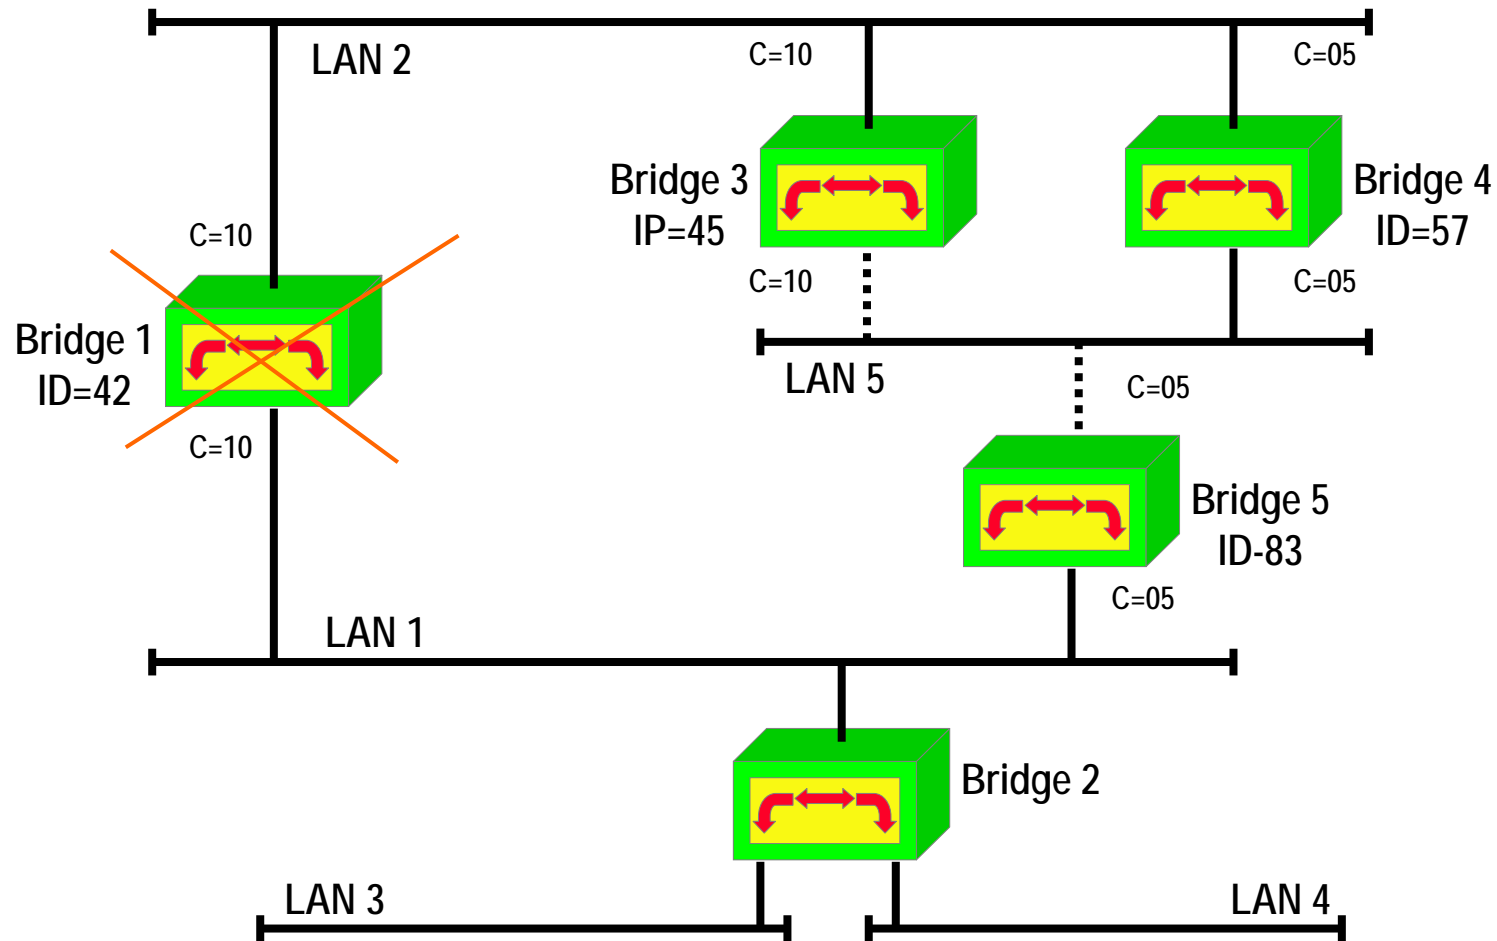 LAN 2
C=10
C=05
Bridge 3
IP=45
Bridge 4
ID=57
C=10
C=10
C=05
Bridge 1
ID=42
LAN 5
C=05
C=10
Bridge 5
ID-83
C=05
LAN 1
Bridge 2
LAN 3
LAN 4